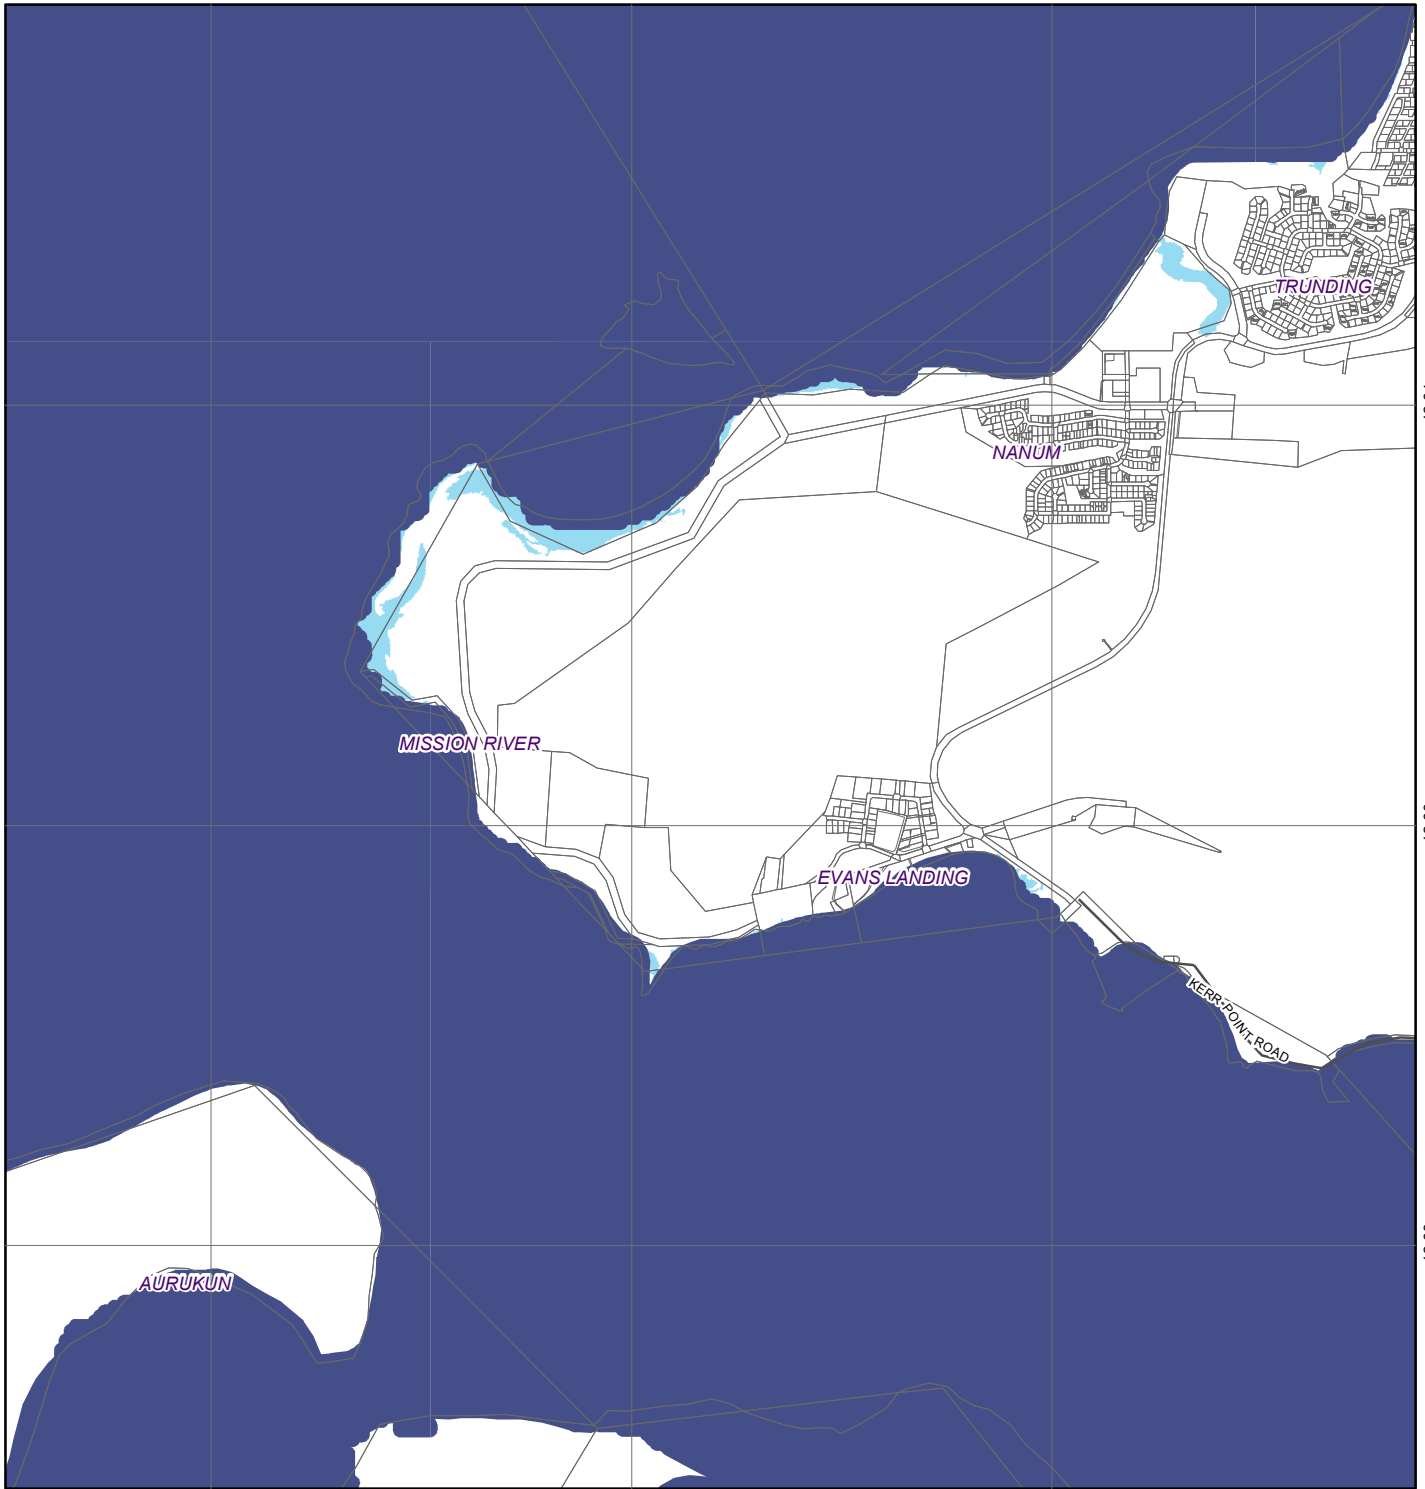 TRUNDING
NANUM
MISSION RIVER
EVANS LANDING
KERR-POINT ROAD
AURUKUN